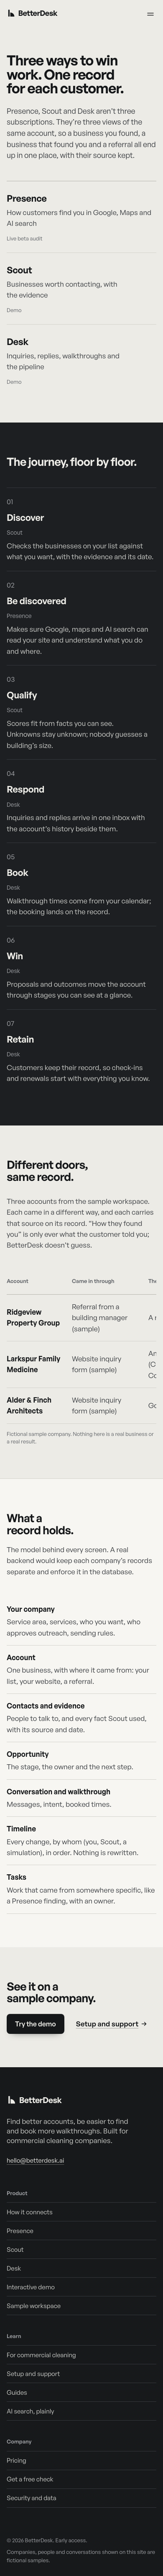 BetterDesk
Three ways to win
work. One record
for each customer.
Presence, Scout and Desk aren't three
subscriptions. They're three views of the
same account, so a business you found, a
business that found you and a referral all end
up in one place, with their source kept.
Presence
How customers find you in Google, Maps and
AI search
Live beta audit
Scout
Businesses worth contacting, with
the evidence
Demo
Desk
Inquiries, replies, walkthroughs and
the pipeline
Demo
The journey, floor by floor.
01
Discover
Scout
Checks the businesses on your list against
what you want, with the evidence and its date.
02
Be discovered
Presence
Makes sure Google, maps and AI search can
read your site and understand what you do
and where.
03
Qualify
Scout
Scores fit from facts you can see.
Unknowns stay unknown; nobody guesses a
building's size.
04
Respond
Desk
Inquiries and replies arrive in one inbox with
the account's history beside them.
05
Book
Desk
Walkthrough times come from your calendar;
the booking lands on the record.
06
Win
Desk
Proposals and outcomes move the account
through stages you can see at a glance.
07
Retain
Desk
Customers keep their record, so check-ins
and renewals start with everything you know.
Different doors,
same record.
Three accounts from the sample workspace.
Each came in a different way, and each carries
that source on its record. "How they found
you" is only ever what the customer told you;
BetterDesk doesn't guess.
Account Came in through
Ridgeview
Property Group
Referral from a
building manager
(sample)
Larkspur Family
Medicine
Website inquiry
form (sample)
Alder & Finch
Architects
Website inquiry
form (sample)
Fictional sample company. Nothing here is a real business or
a real result.
What a
record holds.
The model behind every screen. A real
backend would keep each company's records
separate and enforce it in the database.
Your company
Service area, services, who you want, who
approves outreach, sending rules.
Account
One business, with where it came from: your
list, your website, a referral.
Contacts and evidence
People to talk to, and every fact Scout used,
with its source and date.
Opportunity
The stage, the owner and the next step.
Conversation and walkthrough
Messages, intent, booked times.
Timeline
Every change, by whom (you, Scout, a
simulation), in order. Nothing is rewritten.
Tasks
Work that came from somewhere specific, like
a Presence finding, with an owner.
See it on a
sample company.
Try the demo
Setup and support →
BetterDesk
Find better accounts, be easier to find
and book more walkthroughs. Built for
commercial cleaning companies.
hello@betterdesk.ai
Product
How it connects
Presence
Scout
Desk
Interactive demo
Sample workspace
Learn
For commercial cleaning
Setup and support
Guides
AI search, plainly
Company
Pricing
Get a free check
Security and data
© 2026 BetterDesk. Early access.
Companies, people and conversations shown on this site are
fictional samples.